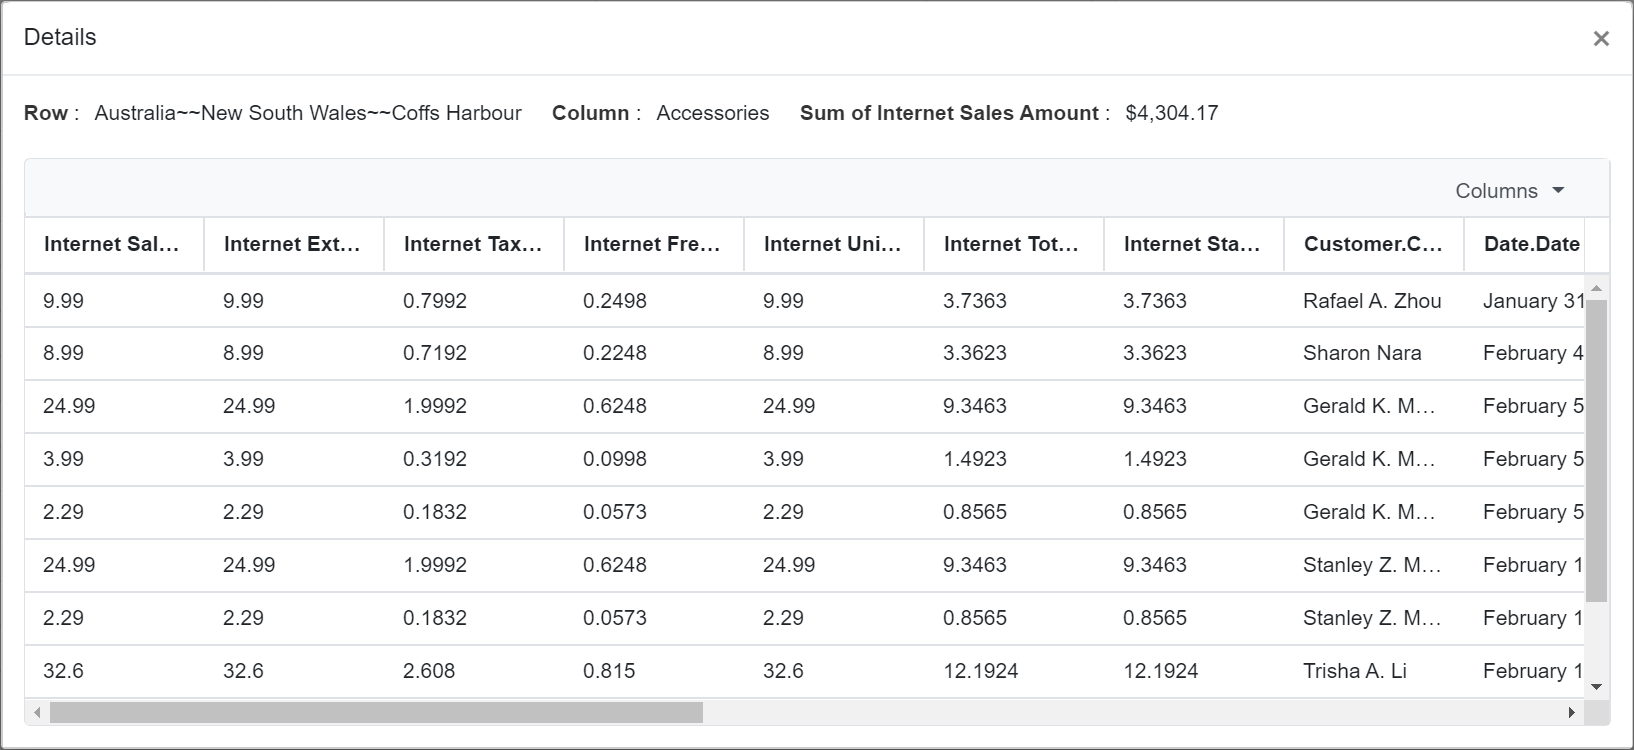 Details
Row : Australia~~New South Wales~~Coffs Harbour Column : Accessories Sum of Internet Sales Amount : $4,304.17
Columns
Internet Sal... Internet Ext... Internet Tax... Internet Fre... Internet Uni... Internet Tot... Internet Sta... Customer.C... Date.Date
9.99 9.99 0.7992 0.2498 9.99 3.7363 3.7363 Rafael A. Zhou January 31
8.99 8.99 0.7192 0.2248 8.99 3.3623 3.3623 Sharon Nara February 4
24.99 24.99 1.9992 0.6248 24.99 9.3463 9.3463 Gerald K. M... February 5
3.99 3.99 0.3192 0.0998 3.99 1.4923 1.4923 Gerald K. M... February 5
2.29 2.29 0.1832 0.0573 2.29 0.8565 0.8565 Gerald K. M... February 5
24.99 24.99 1.9992 0.6248 24.99 9.3463 9.3463 Stanley Z. M... February 1
2.29 2.29 0.1832 0.0573 2.29 0.8565 0.8565 Stanley Z. M... February 1
32.6 32.6 2.608 0.815 32.6 12.1924 12.1924 Trisha A. Li February 1